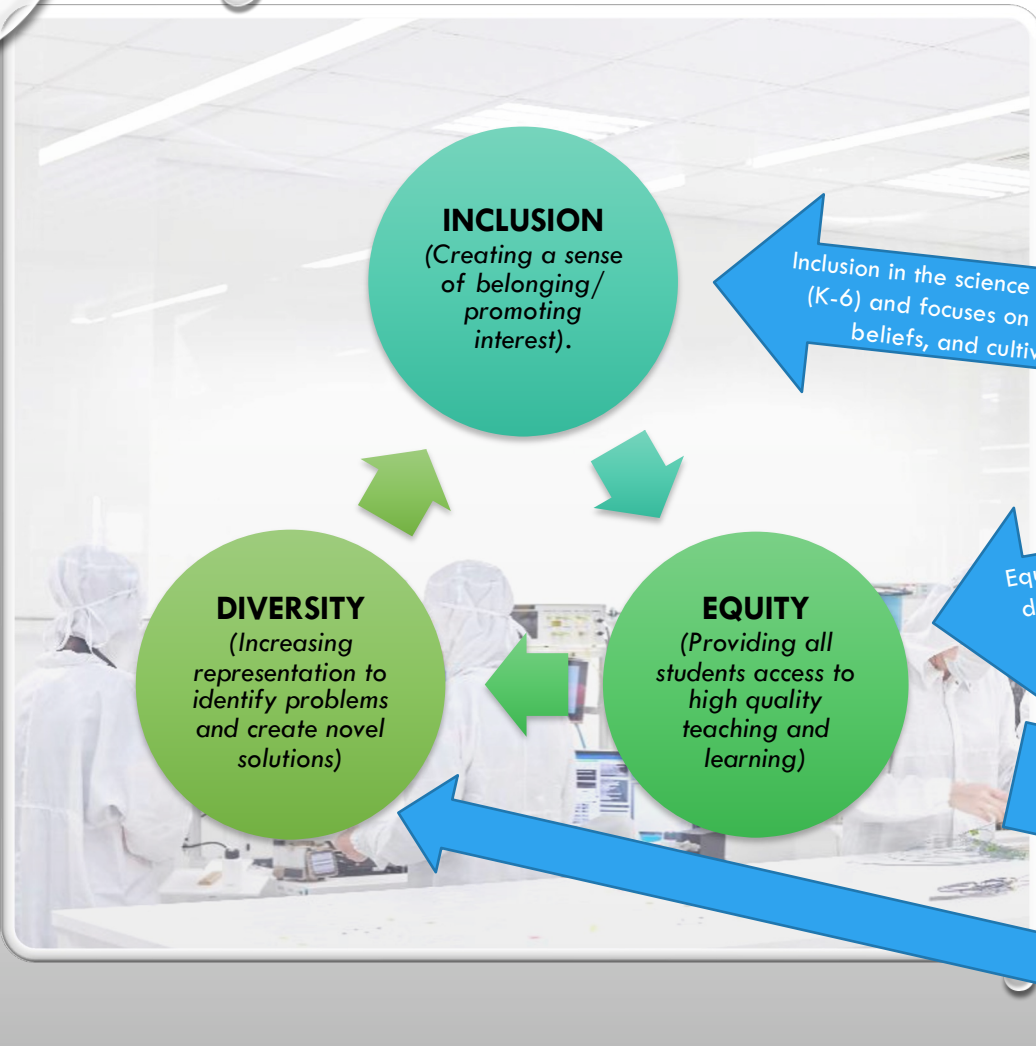 INCLUSION
(Creating a sense
of belonging/
promoting
interest).
Inclusion in the science
(K-6) and focuses on
beliefs, and
DIVERSITY
(Increasing
representation to
identify problems
and create novel
solutions)
EQUITY
(Providing all
students access to
high quality
teaching and
learning)